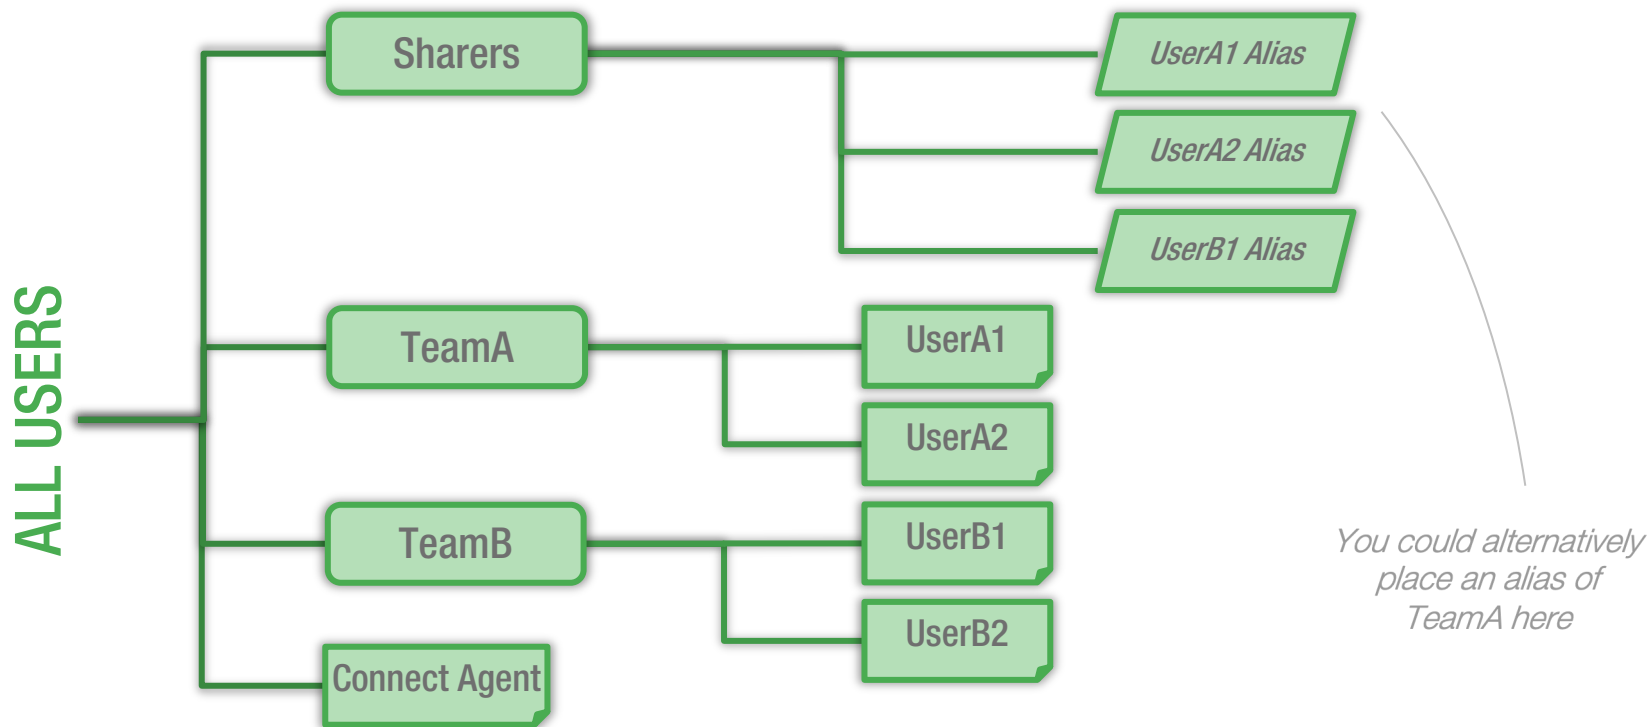 ALL USERS
Sharers
UserA1 Alias
UserA2 Alias
UserB1 Alias
TeamA
UserA1
UserA2
TeamB
UserB1
UserB2
Connect Agent
You could alternatively
place an alias of
TeamA here